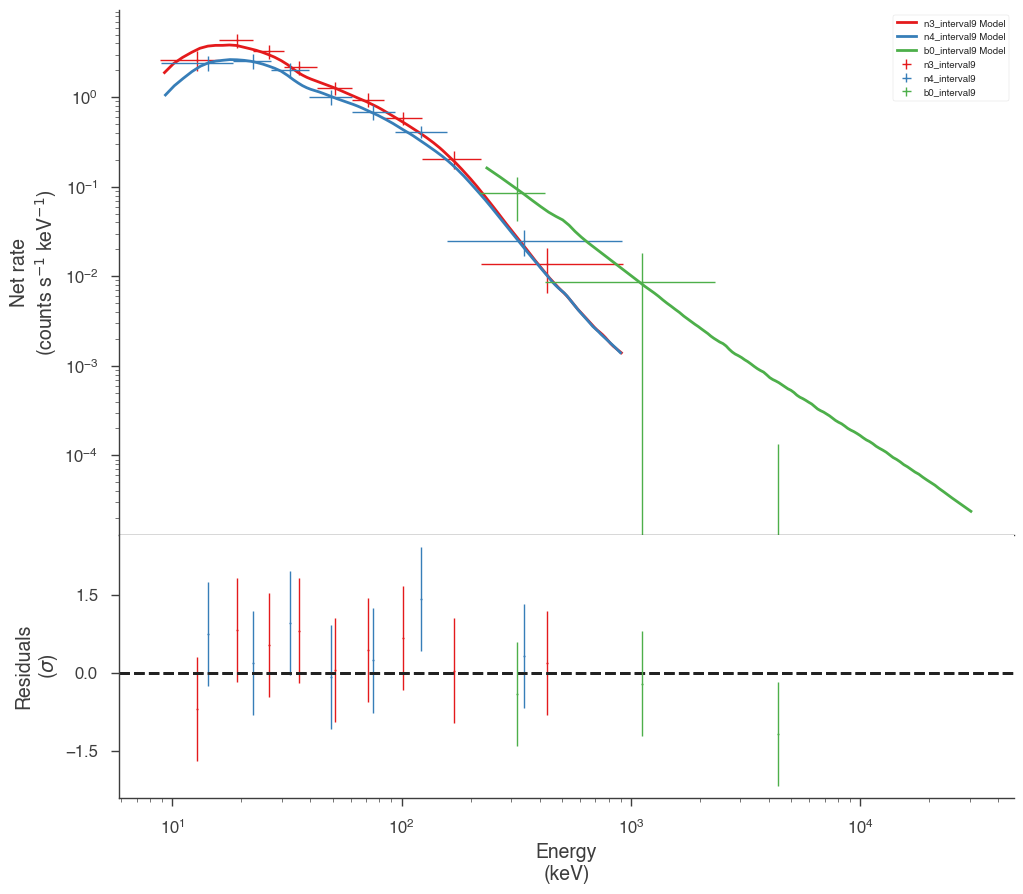 n3_interval9 Model
n4_interval9 Model
b0_interval9 Model
n3_interval9
n4_interval9
b0_interval9
10⁰
10⁻¹
10⁻²
10⁻³
10⁻⁴
Net rate
(counts s⁻¹ keV⁻¹)
1.5
0.0
−1.5
Residuals
(σ)
10¹ 10² 10³ 10⁴
Energy
(keV)